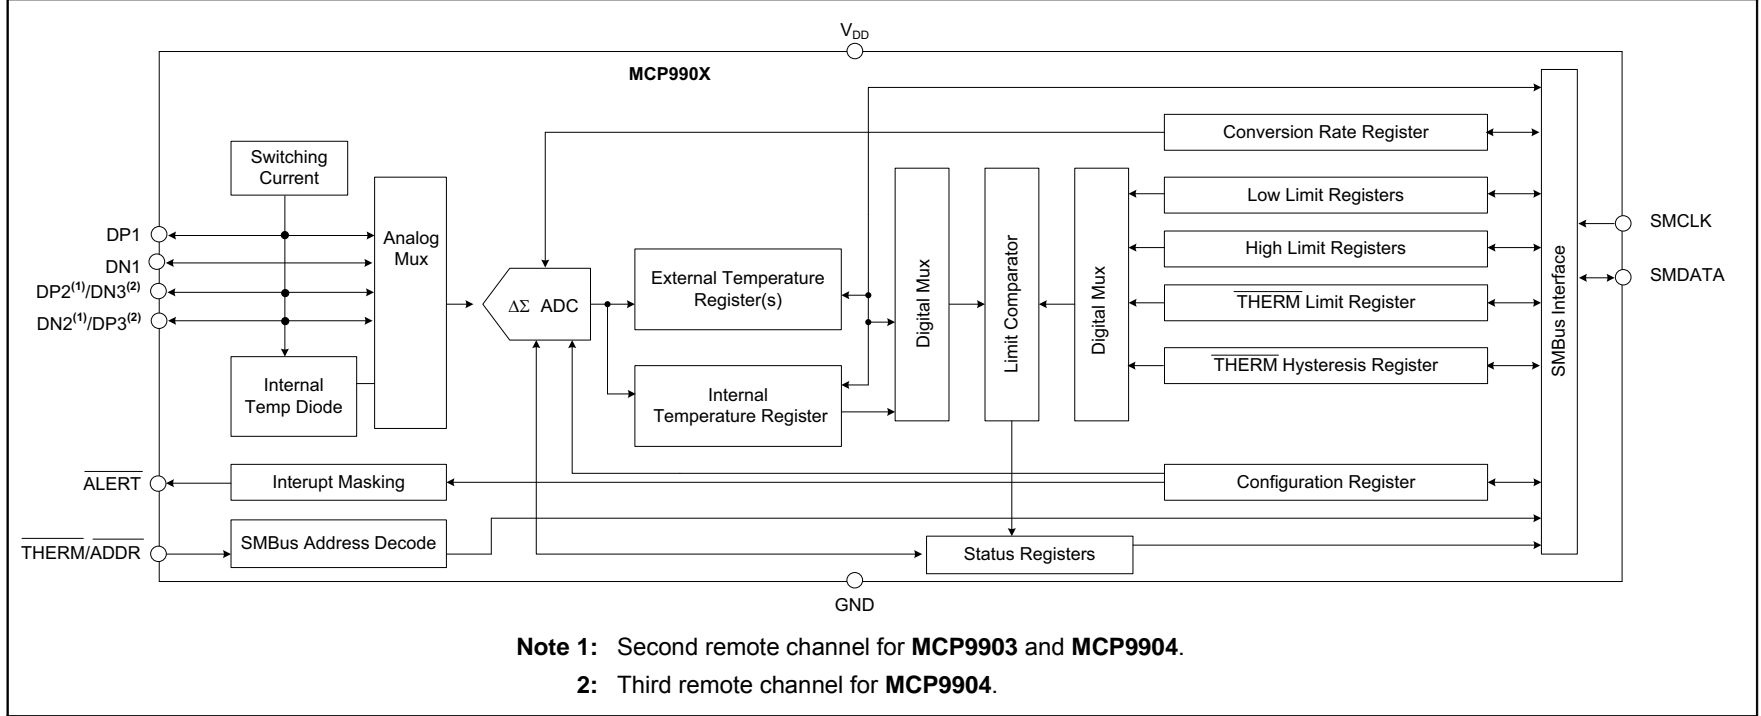 V_DD
MCP990X
Switching
Current
Conversion Rate Register
Low Limit Registers
High Limit Registers
THERM Limit Register
THERM Hysteresis Register
Configuration Register
DP1
DN1
DP2(1)/DN3(2)
DN2(1)/DP3(2)
Analog
Mux
Internal
Temp Diode
ΔΣ ADC
External Temperature
Register(s)
Internal
Temperature Register
Digital Mux
Limit Comparator
Digital Mux
SMBus Interface
SMCLK
SMDATA
ALERT
Interupt Masking
THERM/ADDR
SMBus Address Decode
Status Registers
GND
Note 1: Second remote channel for MCP9903 and MCP9904.
2: Third remote channel for MCP9904.